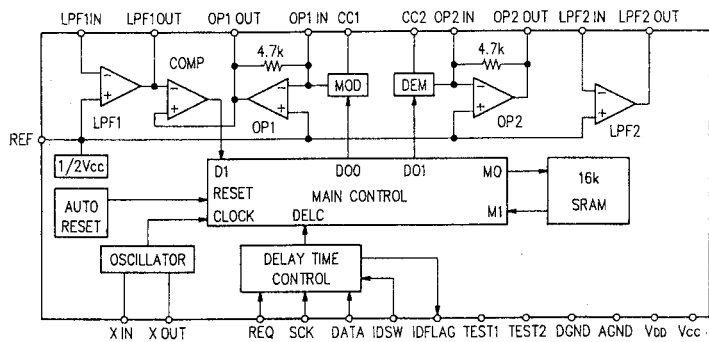 LPF1IN LPF1OUT OP1 OUT OP1 IN CC1 CC2 OP2 IN OP2 OUT LPF2 IN LPF2 OUT
4.7k 4.7k
COMP
MOD DEM
LPF1 OP1 OP2 LPF2
REF
1/2Vcc
D1 DO0 DO1 MO
RESET
MAIN CONTROL
CLOCK DELC M1
16k
SRAM
AUTO
RESET
OSCILLATOR
DELAY TIME
CONTROL
X IN X OUT REQ SCK DATA IDSW IDFLAG TEST1 TEST2 DGND AGND VDD Vcc